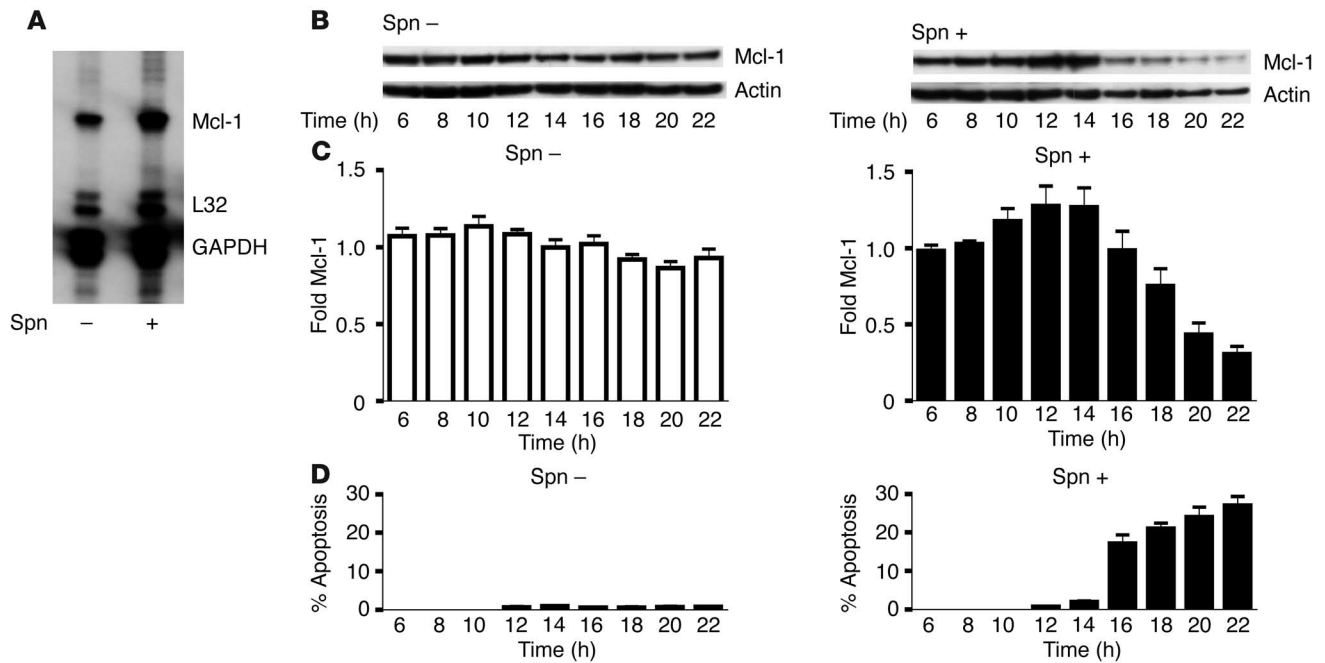 A
Mcl-1
L32
GAPDH
Spn – +
B
Spn –
Mcl-1
Actin
Time (h) 6 8 10 12 14 16 18 20 22
Spn +
Mcl-1
Actin
Time (h) 6 8 10 12 14 16 18 20 22
C
Spn –
Fold Mcl-1
1.5
1.0
0.5
0
6 8 10 12 14 16 18 20 22
Time (h)
Spn +
Fold Mcl-1
1.5
1.0
0.5
0
6 8 10 12 14 16 18 20 22
Time (h)
D
Spn –
% Apoptosis
30
20
10
0
6 8 10 12 14 16 18 20 22
Time (h)
Spn +
% Apoptosis
30
20
10
0
6 8 10 12 14 16 18 20 22
Time (h)